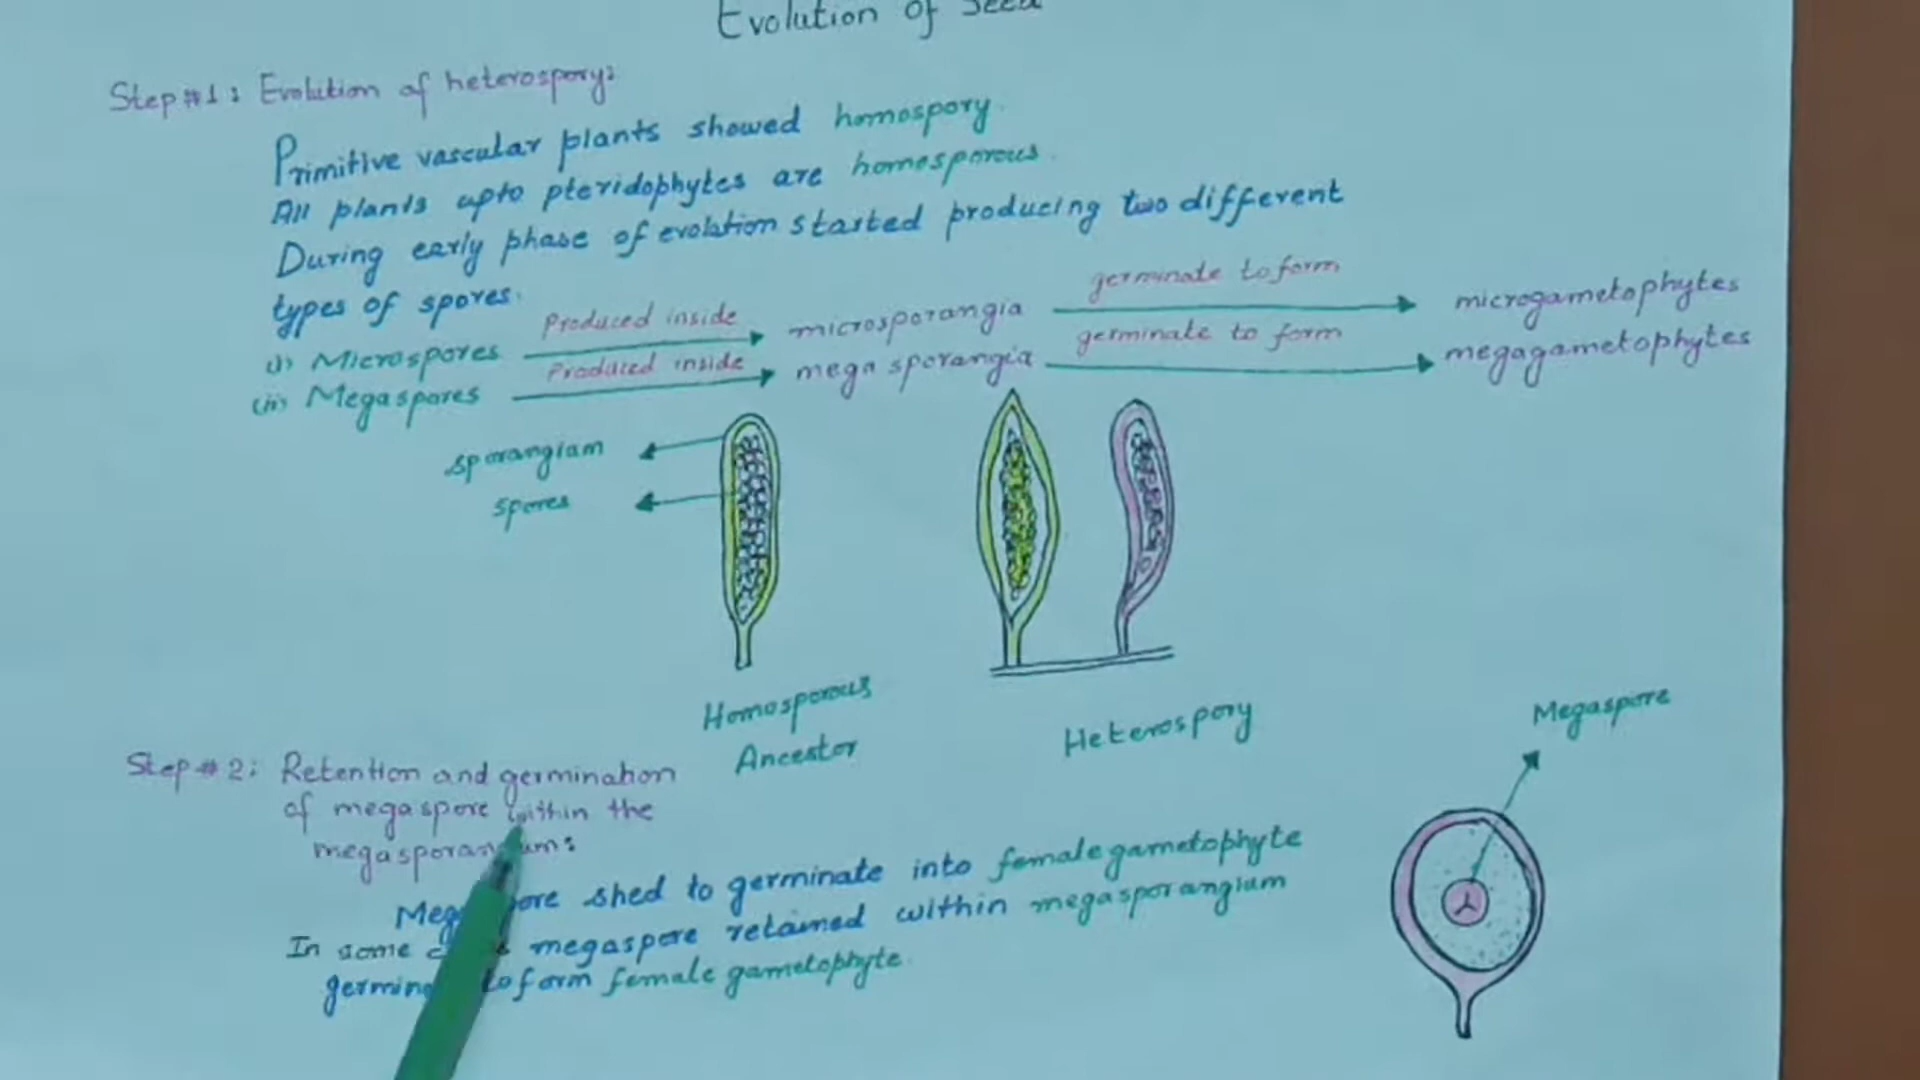 Evolution of Seed
Step#1: Evolution of heterospory:
Primitive vascular plants showed homospory.
All plants upto pteridophytes are homosporous.
During early phase of evolution started producing two different
types of spores.
(i) Microspores Produced inside microsporangia germinate to form microgametophytes
(ii) Megaspores Produced inside mega sporangia germinate to form megagametophytes
sporangium
spores
Homosporous
Ancestor
Heterospory
Megaspore
Step#2: Retention and germination
of megaspore within the
shed to germinate into female gametophyte
In some megaspore retained within megasporangium
to form female gametophyte.